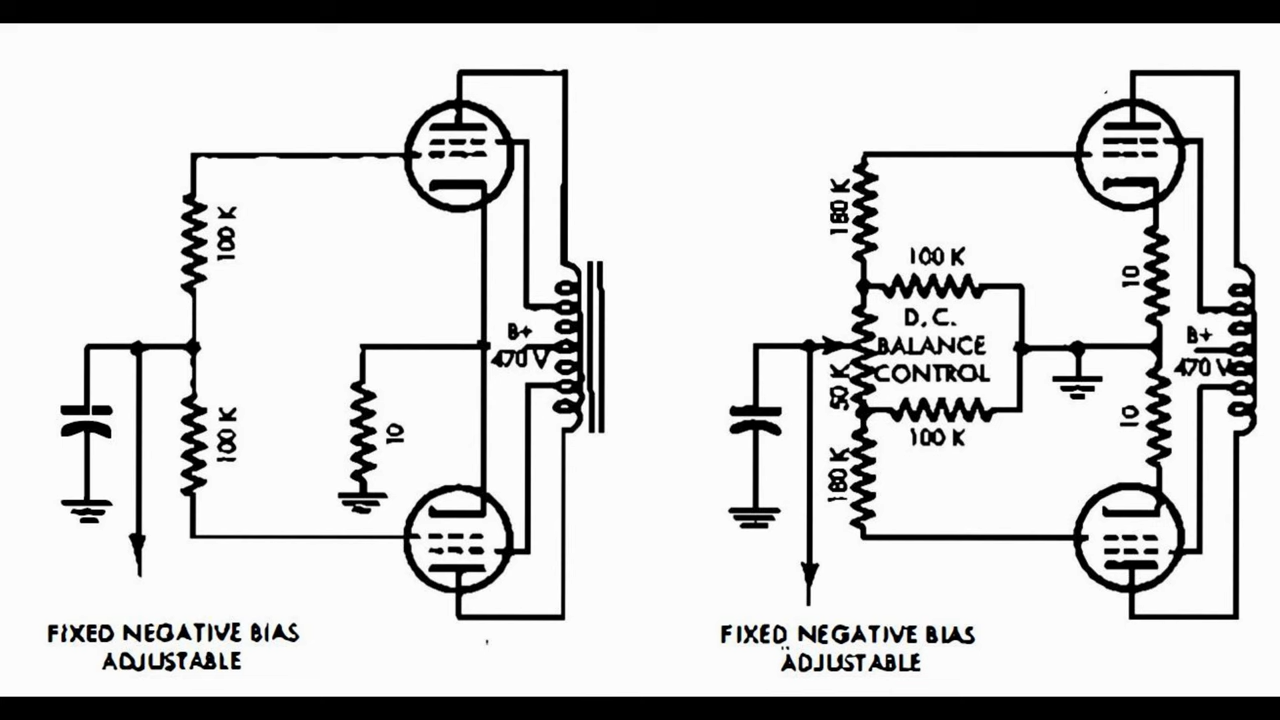 100 K
100 K
10
B+
470 V
FIXED NEGATIVE BIAS
ADJUSTABLE
180 K
100 K
D.C.
BALANCE
CONTROL
50 K
100 K
180 K
10
10
B+
470 V
FIXED NEGATIVE BIAS
ADJUSTABLE